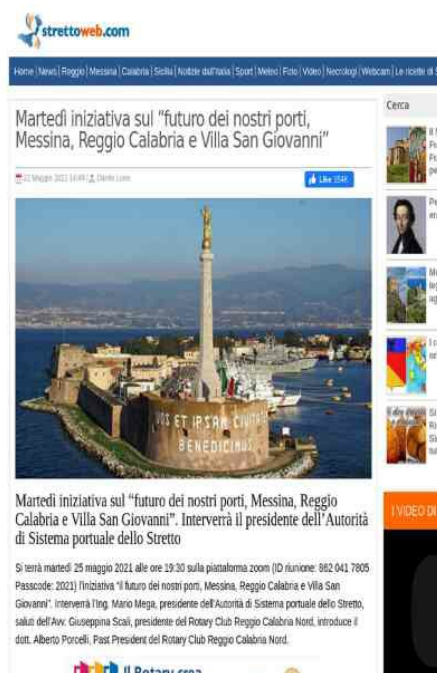 strettoweb.com
Home | News | Reggio | Messina | Calabria | Sicilia | Notizie dall'Italia | Sport | Meteo | Foto | Video | Necrologi | Webcam | Le ricette di
Martedì iniziativa sul “futuro dei nostri porti,
Messina, Reggio Calabria e Villa San Giovanni”
Cerca
Like
VOS ET IPSAM CIVITATEM
BENEDICIMUS
Martedì iniziativa sul “futuro dei nostri porti, Messina, Reggio
Calabria e Villa San Giovanni”. Interverrà il presidente dell’Autorità
di Sistema portuale dello Stretto
Si terrà martedì 25 maggio 2021 alle ore 19:30 sulla piattaforma zoom (ID riunione: 862 041 7805
Passcode: 2021) l’iniziativa “il futuro dei nostri porti, Messina, Reggio Calabria e Villa San
Giovanni”. Interverrà l’Ing. Mario Mega, presidente dell’Autorità di Sistema portuale dello Stretto,
saluti dell’Avv. Giuseppina Scali, presidente del Rotary Club Reggio Calabria Nord, introduce il
dott. Alberto Porcelli, Past President del Rotary Club Reggio Calabria Nord.
I VIDEO DI
Il Rotary crea